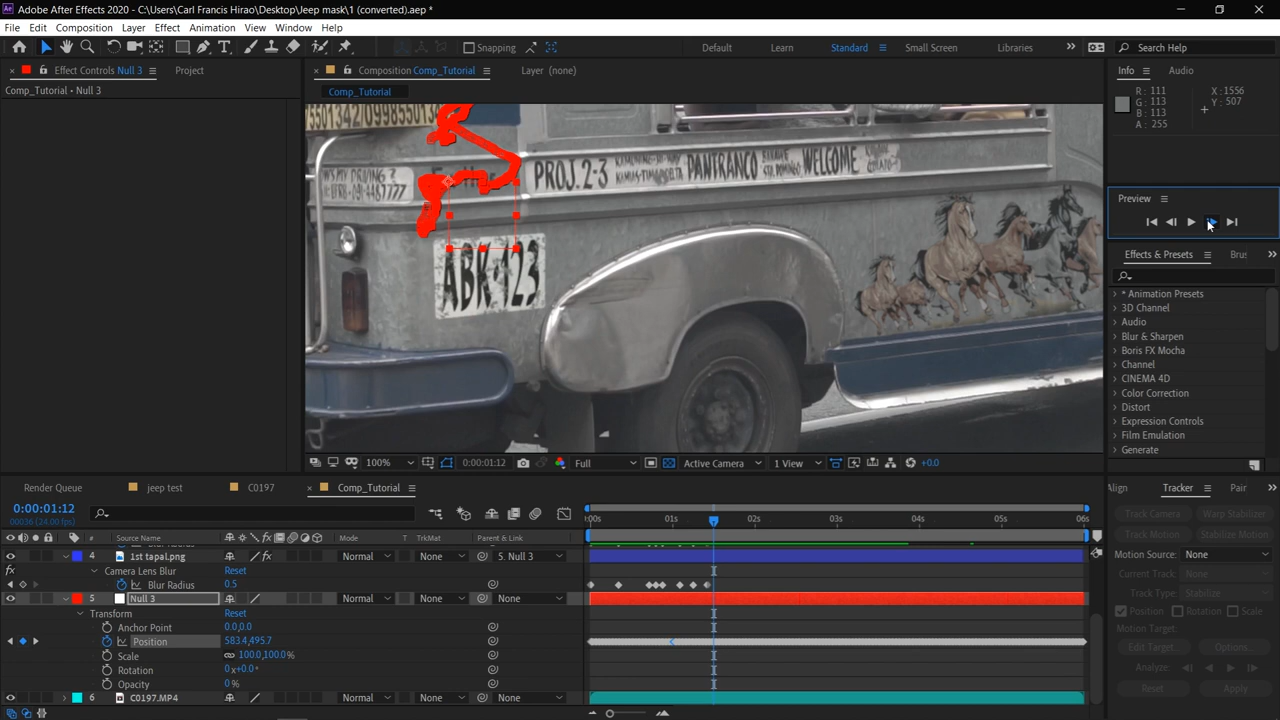 Adobe After Effects 2020 - C:\Users\Carl Francis Hirao\Desktop\Jeep mask\1 (converted).aep *
File Edit Composition Layer Effect Animation View Window Help
Snapping Default Learn Standard Small Screen Libraries Search Help
Effect Controls Null 3 Project
Comp_Tutorial • Null 3
Composition Comp_Tutorial Layer (none)
Comp_Tutorial
PROJ. 2-3 PANTRANCO WELCOME
ABK 123
100% 0:00:01:12 Full Active Camera 1 View +0.0
Info Audio
R: 111 X: 1556
G: 113 Y: 507
B: 113
A: 255
Preview
Effects & Presets Brus
* Animation Presets
3D Channel
Audio
Blur & Sharpen
Boris FX Mocha
Channel
CINEMA 4D
Color Correction
Distort
Expression Controls
Film Emulation
Generate
Render Queue jeep test C0197 Comp_Tutorial
0:00:01:12
00036 (24.00 fps)
:00s 01s 02s 03s 04s 05s 06s
# Source Name Mode T TrkMat Parent & Link
4 1st tapal.png Normal None 5. Null 3
Camera Lens Blur Reset
Blur Radius 0.5
5 Null 3 Normal None None
Transform Reset
Anchor Point 0.0,0.0
Position 583.4,495.7
Scale 100.0,100.0%
Rotation 0x+0.0°
Opacity 0%
6 C0197.MP4 Normal None None
Align Tracker Pair
Track Camera Warp Stabilizer
Track Motion Stabilize Motion
Motion Source: None
Current Track: None
Track Type: Stabilize
Position Rotation Scale
Motion Target:
Edit Target... Options...
Analyze:
Reset Apply